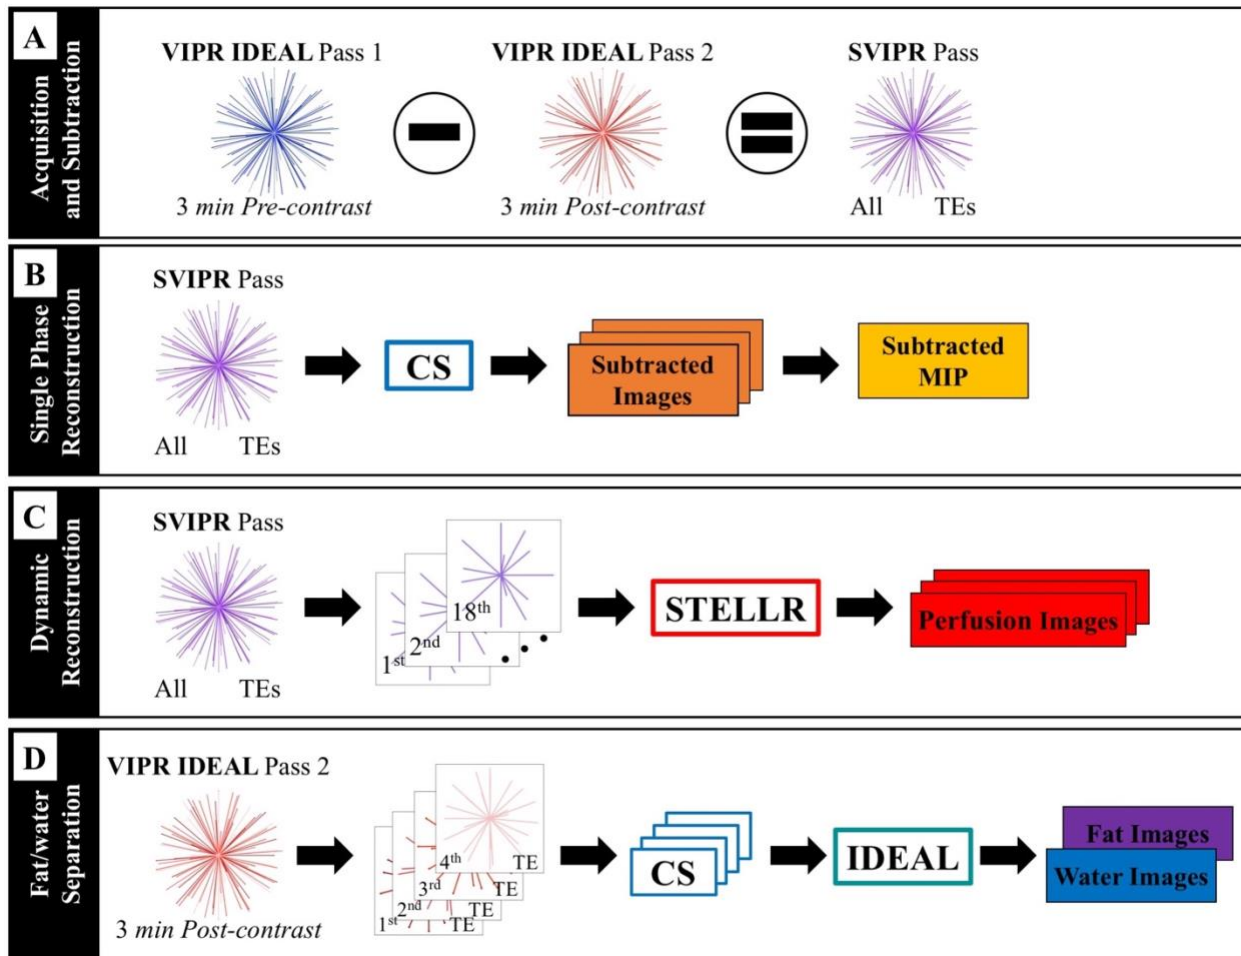 A
Acquisition
and Subtraction
VIPR IDEAL Pass 1
3 min Pre-contrast
VIPR IDEAL Pass 2
3 min Post-contrast
SVIPR Pass
All TEs
B
Single Phase
Reconstruction
SVIPR Pass
All TEs
CS
Subtracted
Images
Subtracted
MIP
C
Dynamic
Reconstruction
SVIPR Pass
All TEs
1st
2nd
18th
STELLR
Perfusion Images
D
Fat/water
Separation
VIPR IDEAL Pass 2
3 min Post-contrast
1st TE
2nd TE
3rd TE
4th TE
CS
IDEAL
Fat Images
Water Images